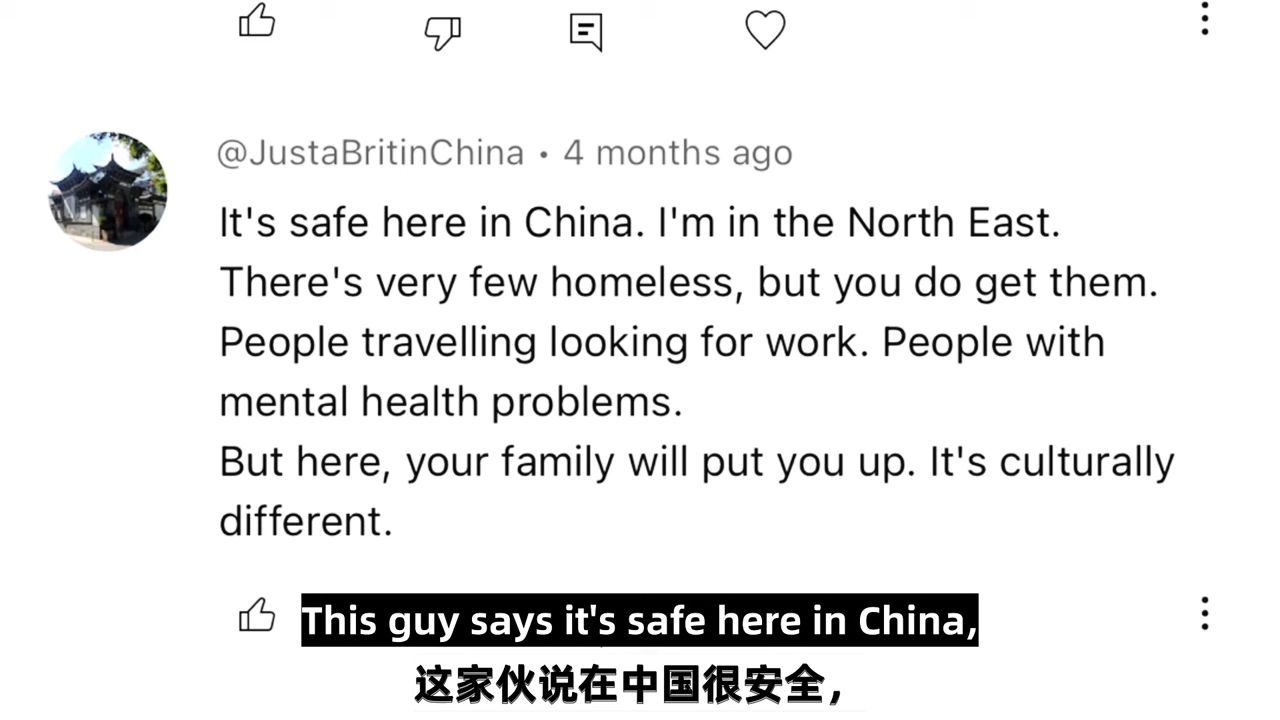 @JustaBritinChina • 4 months ago
It's safe here in China. I'm in the North East.
There's very few homeless, but you do get them.
People travelling looking for work. People with
mental health problems.
But here, your family will put you up. It's culturally
different.
This guy says it's safe here in China,
这家伙说在中国很安全，